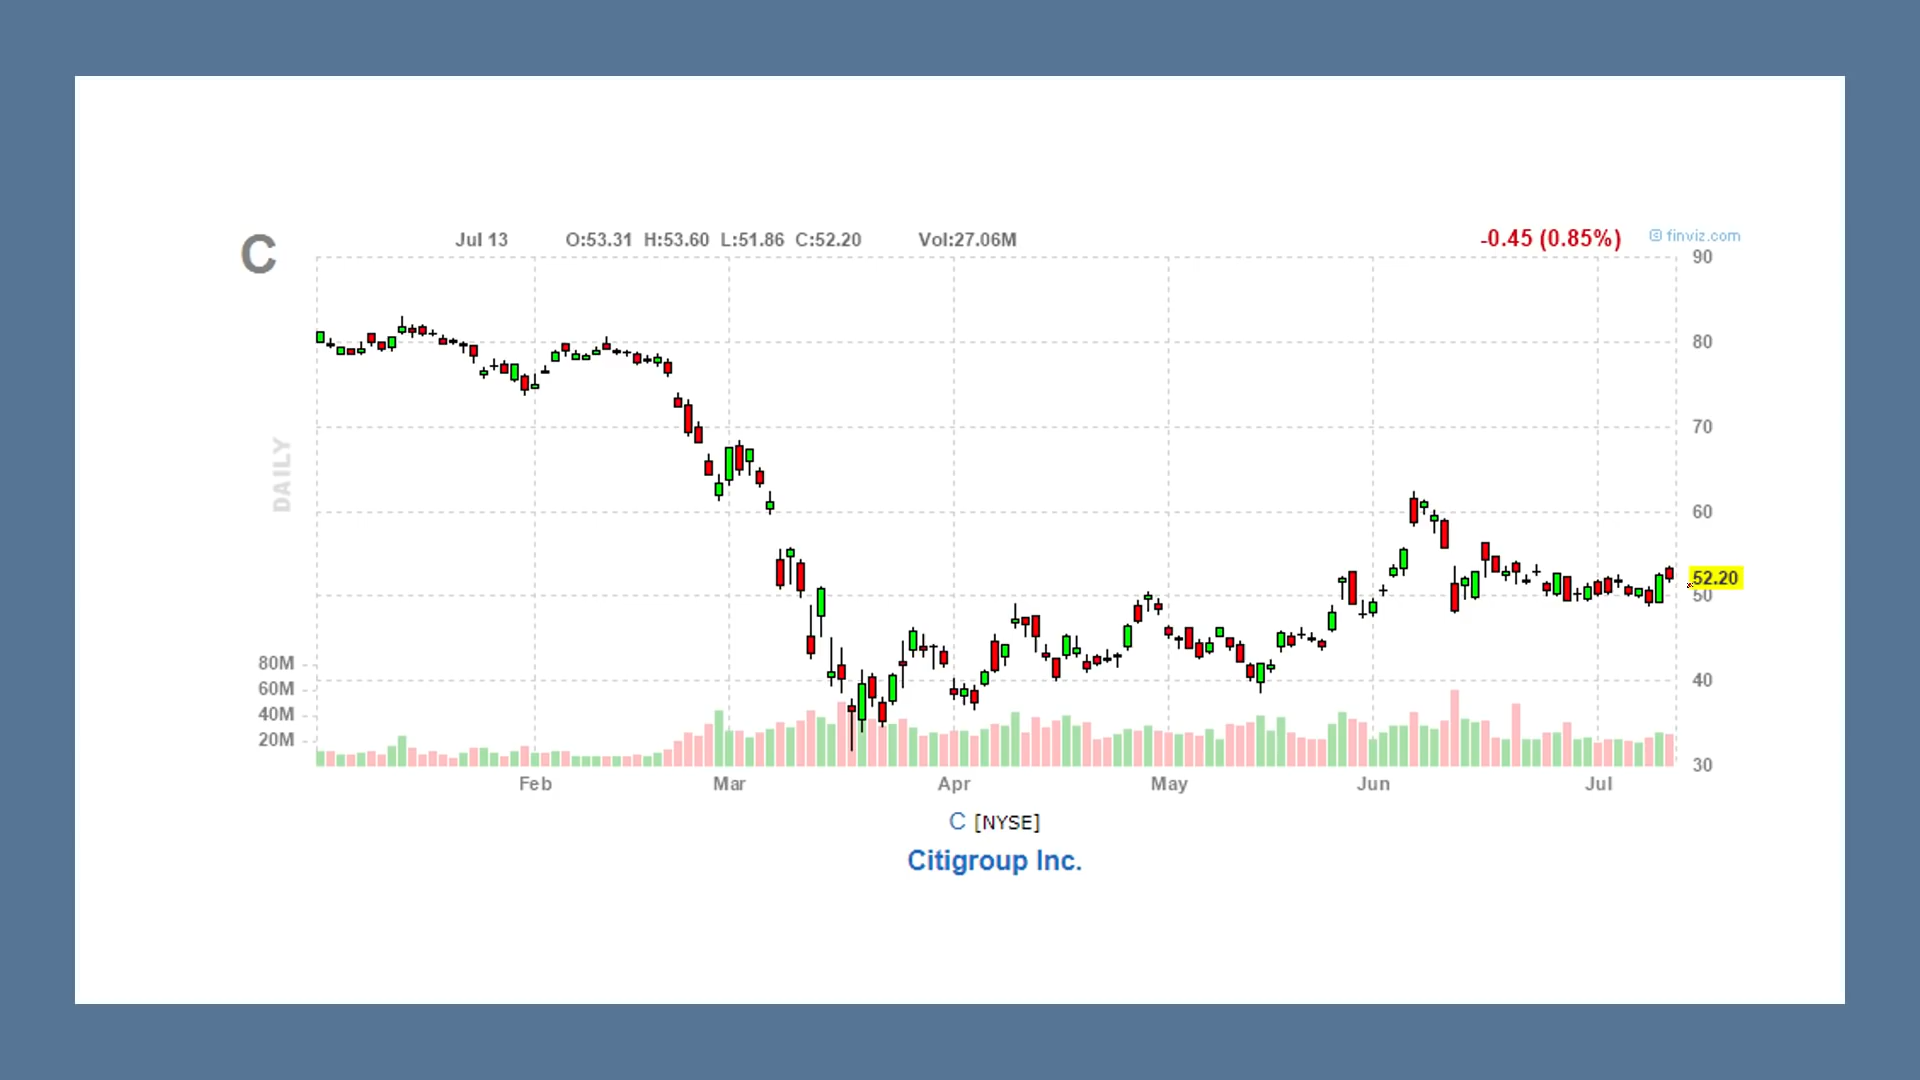 C
Jul 13 O:53.31 H:53.60 L:51.86 C:52.20 Vol:27.06M
-0.45 (0.85%)
© finviz.com
90
80
70
60
52.20
50
40
30
DAILY
80M
60M
40M
20M
Feb Mar Apr May Jun Jul
C [NYSE]
Citigroup Inc.